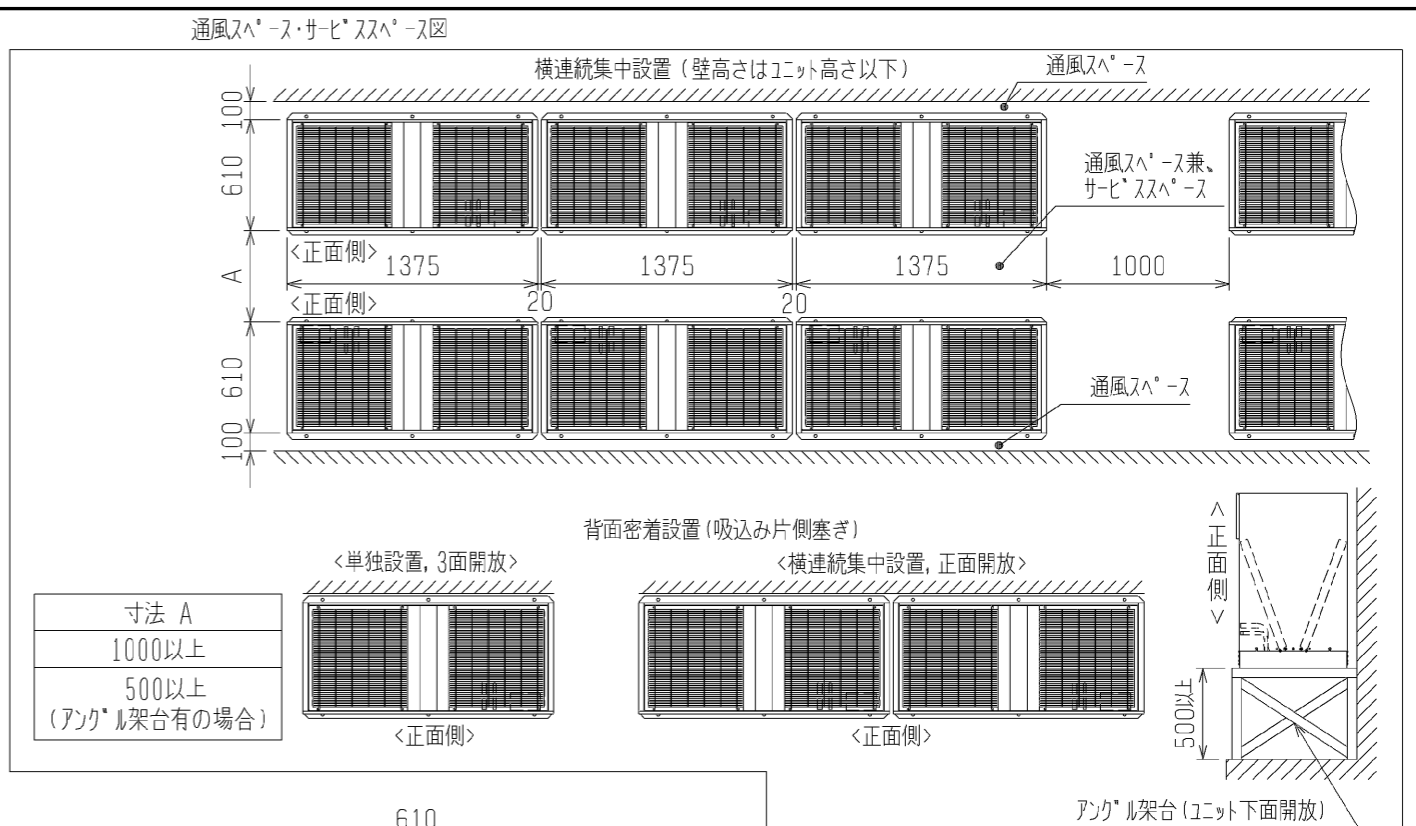 通風ｽﾍﾟｰｽ・ｻｰﾋﾞｽｽﾍﾟｰｽ図
横連続集中設置(壁高さはﾕﾆｯﾄ高さ以下)
通風ｽﾍﾟｰｽ
100
610
通風ｽﾍﾟｰｽ兼、
ｻｰﾋﾞｽｽﾍﾟｰｽ
<正面側>
A
1375
1375
1375
1000
<正面側>
20
20
610
通風ｽﾍﾟｰｽ
100
背面密着設置(吸込み片側塞ぎ)
<単独設置, 3面開放>
<横連続集中設置, 正面開放>
<正面側>
寸法 A
1000以上
500以上
(ｱﾝｸﾞﾙ架台有の場合)
<正面側>
<正面側>
500以上
ｱﾝｸﾞﾙ架台(ﾕﾆｯﾄ下面開放)
610